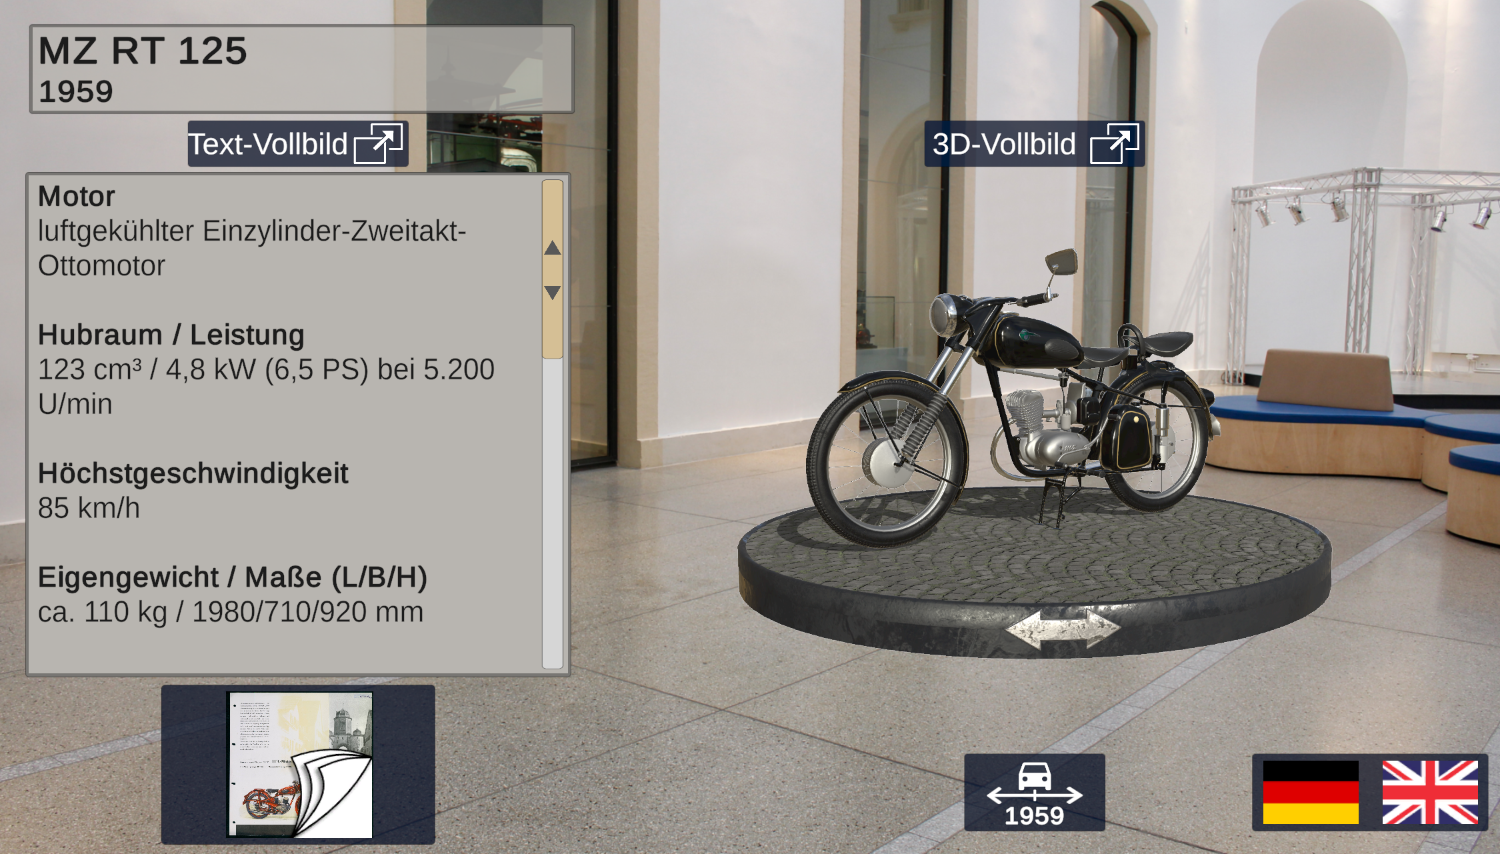 MZ RT 125
1959
Text-Vollbild
3D-Vollbild
Motor
luftgekühlter Einzylinder-Zweitakt-
Ottomotor
Hubraum / Leistung
123 cm³ / 4,8 kW (6,5 PS) bei 5.200
U/min
Höchstgeschwindigkeit
85 km/h
Eigengewicht / Maße (L/B/H)
ca. 110 kg / 1980/710/920 mm
1959